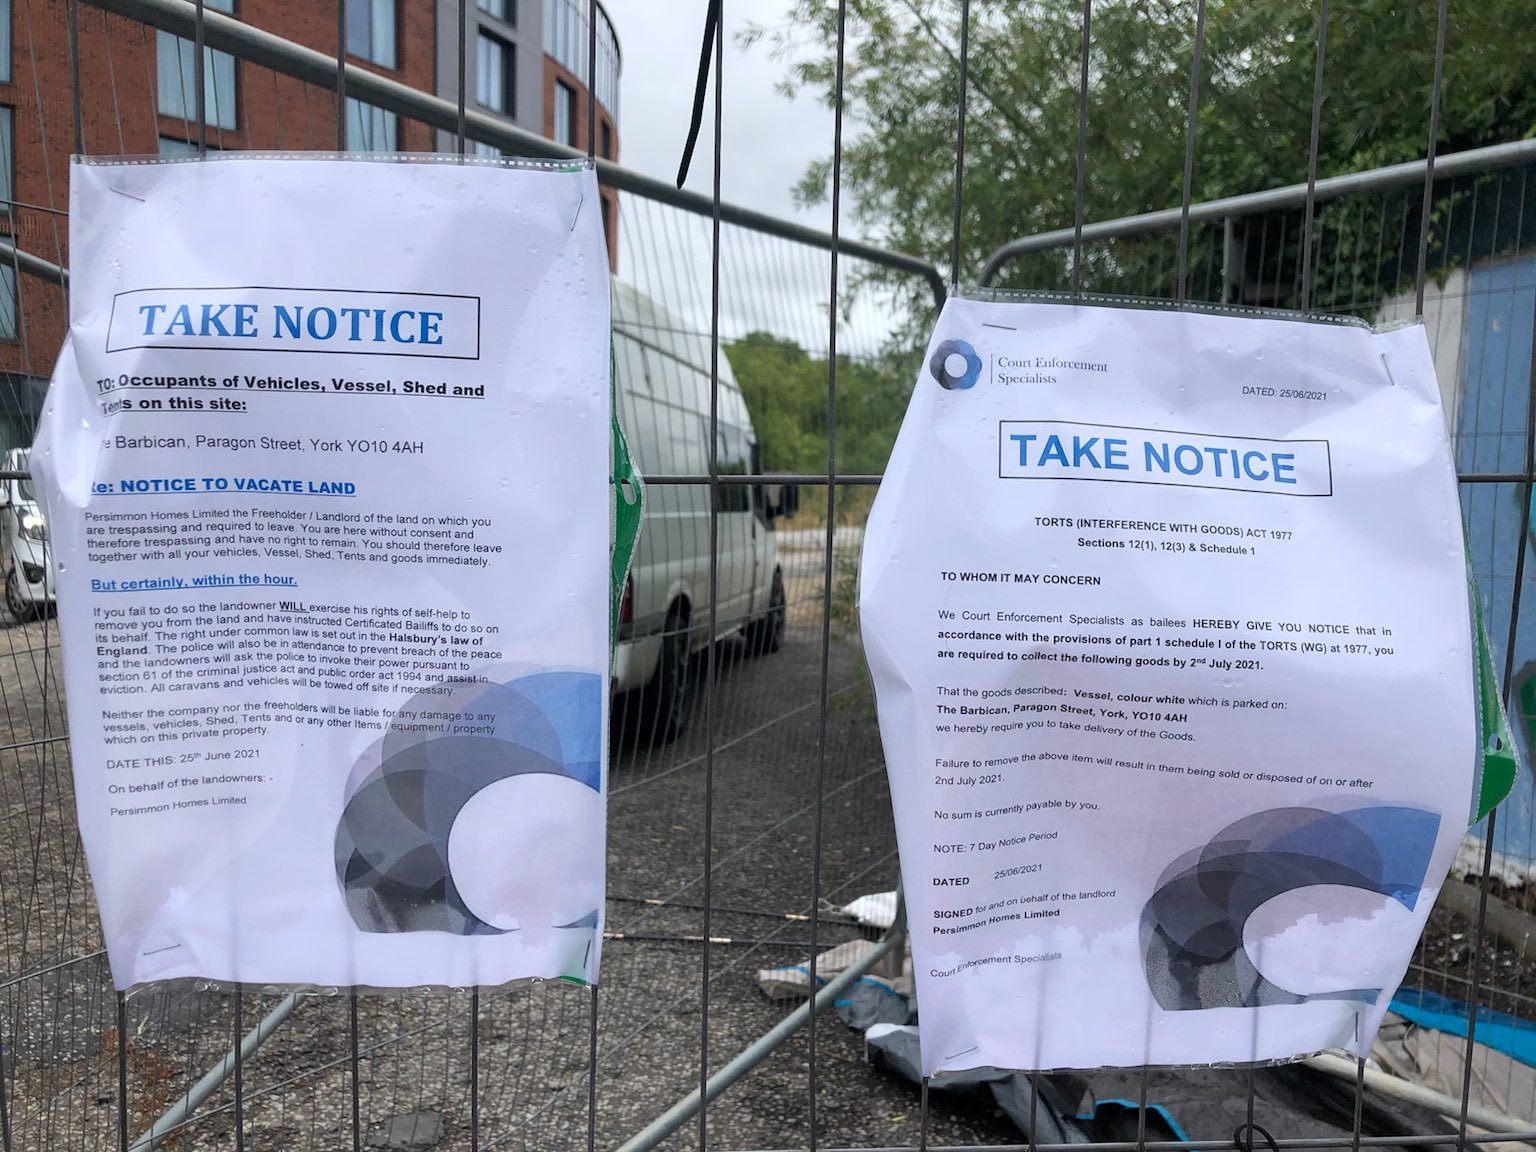 TAKE NOTICE
TO: Occupants of Vehicles, Vessel, Shed and
Tents on this site:
Barbican, Paragon Street, York YO10 4AH
Re: NOTICE TO VACATE LAND
Persimmon Homes Limited the Freeholder / Landlord of the land on which you
are trespassing and required to leave. You are here without consent and
therefore trespassing and have no right to remain. You should therefore leave
together with all your vehicles, Vessel, Shed, Tents and goods immediately.
But certainly, within the hour.
If you fail to do so the landowner WILL exercise his rights of self-help to
remove you from the land and have instructed Certificated Bailiffs to do so on
its behalf. The right under common law is set out in the Halsbury's law of
England. The police will also be in attendance to prevent breach of the peace
and the landowners will ask the police to invoke their power pursuant to
section 61 of the criminal justice act and public order act 1994 and assist in
eviction. All caravans and vehicles will be towed off site if necessary.
Neither the company nor the freeholders will be liable for any damage to any
vessels, vehicles, Shed, Tents and or any other Items / equipment / property
which on this private property.
DATE THIS: 25th June 2021
On behalf of the landowners: -
Persimmon Homes Limited
Court Enforcement
Specialists
DATED: 25/06/2021
TAKE NOTICE
TORTS (INTERFERENCE WITH GOODS) ACT 1977
Sections 12(1), 12(3) & Schedule 1
TO WHOM IT MAY CONCERN
We Court Enforcement Specialists as bailees HEREBY GIVE YOU NOTICE that in
accordance with the provisions of part 1 schedule I of the TORTS (WG) at 1977, you
are required to collect the following goods by 2nd July 2021.
That the goods described: Vessel, colour white which is parked on:
The Barbican, Paragon Street, York, YO10 4AH
we hereby require you to take delivery of the Goods.
Failure to remove the above item will result in them being sold or disposed of on or after
2nd July 2021.
No sum is currently payable by you.
NOTE: 7 Day Notice Period
DATED 25/06/2021
SIGNED for and on behalf of the landlord
Persimmon Homes Limited
Court Enforcement Specialists